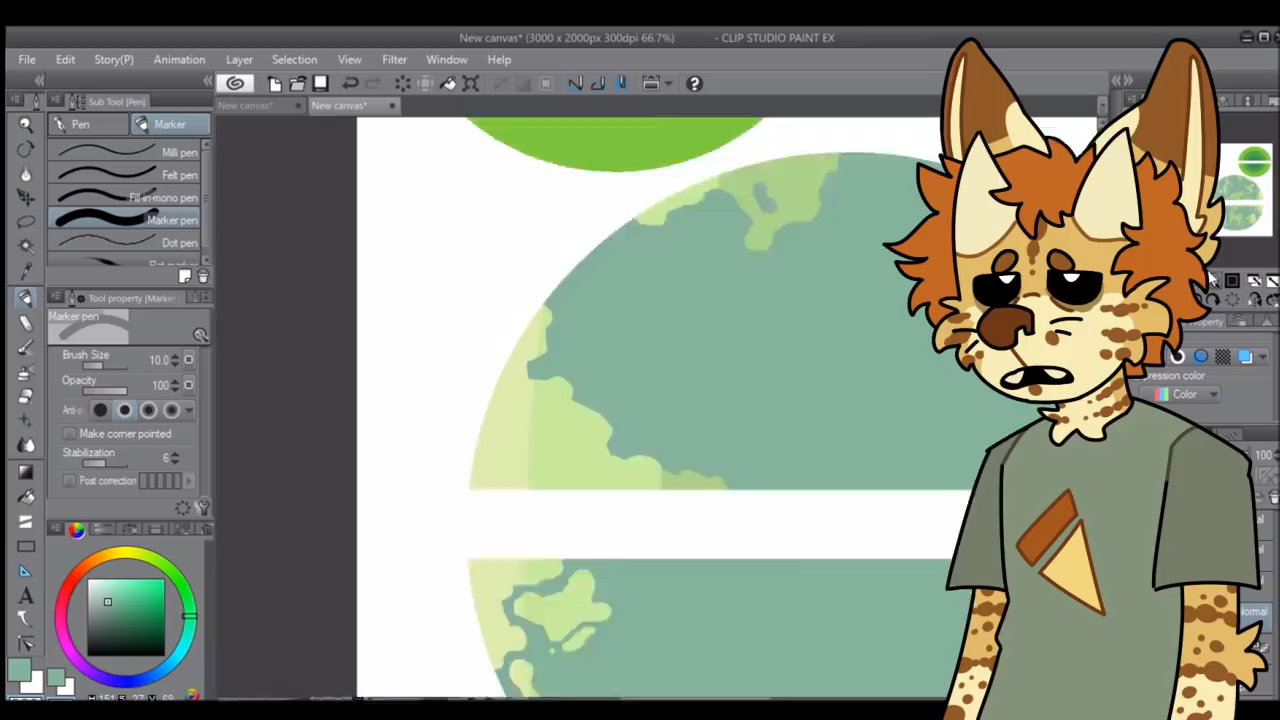 New canvas* (3000 x 2000px 300dpi 66.7%) - CLIP STUDIO PAINT EX
File Edit Story(P) Animation Layer Selection View Filter Window Help
Sub Tool [Pen]
New canvas* New canvas*
Pen Marker
Milli pen
Felt pen
Fill-in-mono pen
Marker pen
Dot pen
Tool property (Marker
Marker pen
Brush Size 10.0
Opacity 100
Anti-
Make corner pointed
Stabilization 6
Post correction
Color
100